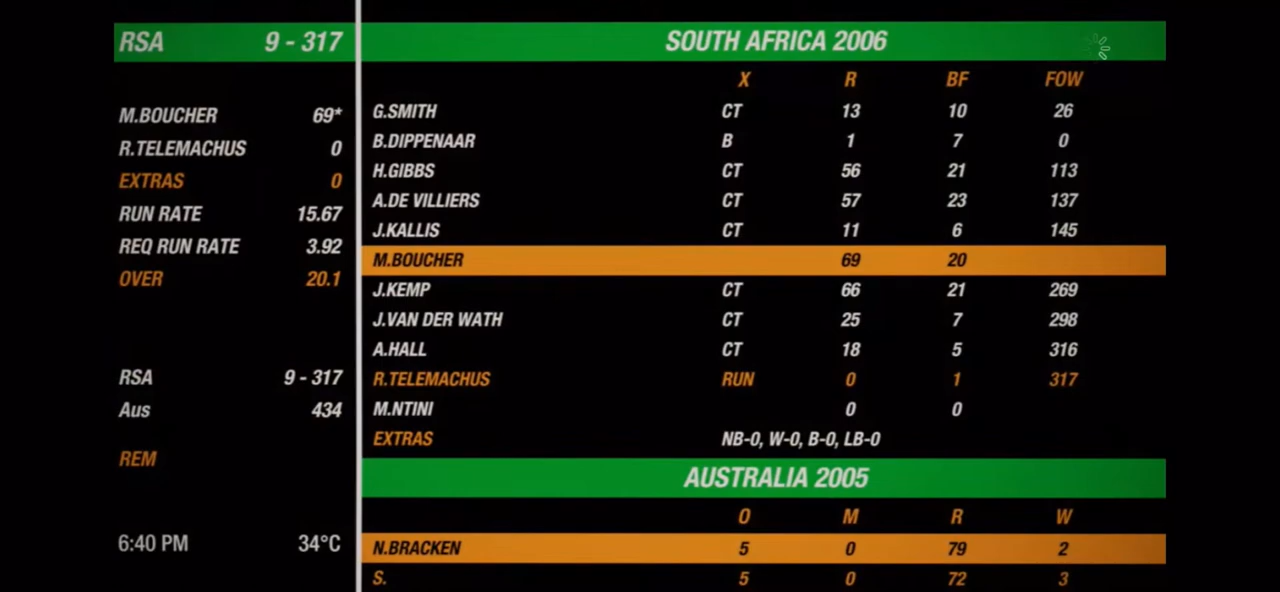 RSA 9 - 317
M.BOUCHER 69*
R.TELEMACHUS 0
EXTRAS 0
RUN RATE 15.67
REQ RUN RATE 3.92
OVER 20.1
RSA 9 - 317
Aus 434
REM
6:40 PM 34°C
SOUTH AFRICA 2006
X R BF FOW
G.SMITH CT 13 10 26
B.DIPPENAAR B 1 7 0
H.GIBBS CT 56 21 113
A.DE VILLIERS CT 57 23 137
J.KALLIS CT 11 6 145
M.BOUCHER 69 20
J.KEMP CT 66 21 269
J.VAN DER WATH CT 25 7 298
A.HALL CT 18 5 316
R.TELEMACHUS RUN 0 1 317
M.NTINI 0 0
EXTRAS NB-0, W-0, B-0, LB-0
AUSTRALIA 2005
O M R W
N.BRACKEN 5 0 79 2
S. 5 0 72 3